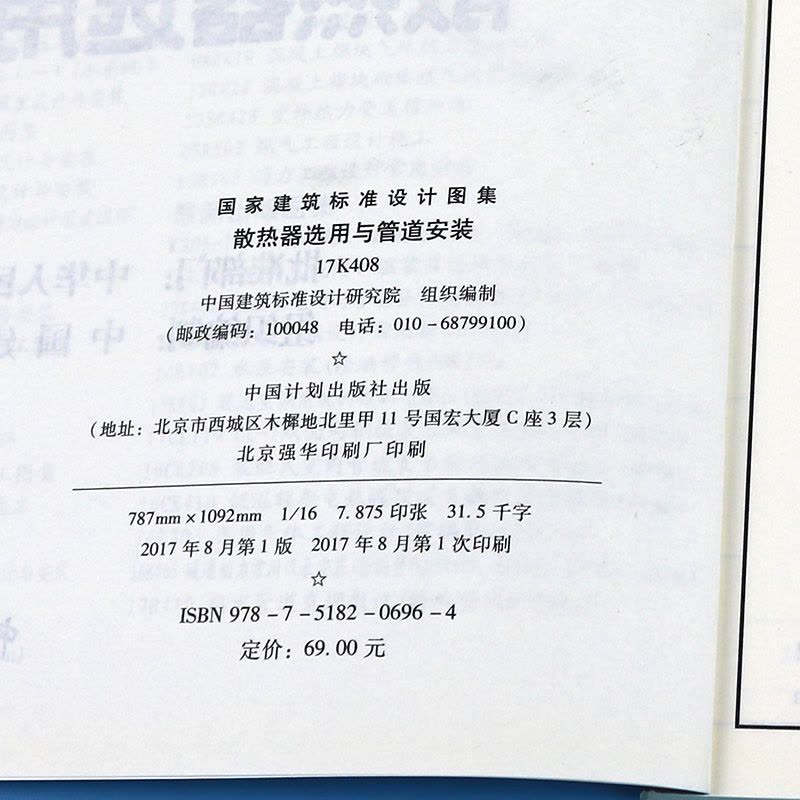 国家建筑标准设计图集
散热器选用与管道安装
17K408
中国建筑标准设计研究院 组织编制
(邮政编码：100048 电话：010-68799100)
☆
中国计划出版社出版
(地址：北京市西城区木樨地北里甲11号国宏大厦C座3层)
北京强华印刷厂印刷
787mm×1092mm 1/16 7.875印张 31.5千字
2017年8月第1版 2017年8月第1次印刷
☆
ISBN 978-7-5182-0696-4
定价：69.00元